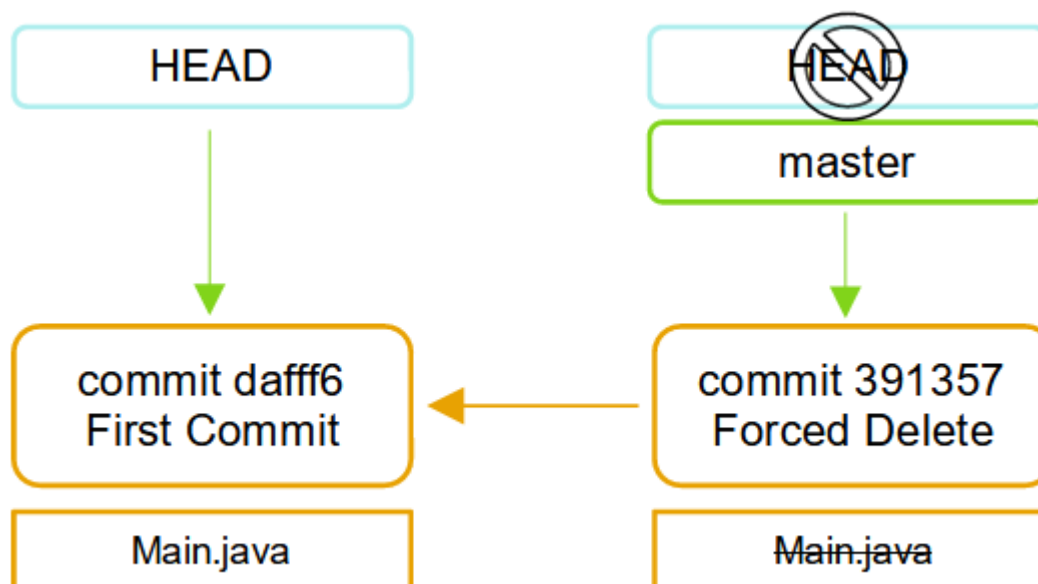 HEAD
HEAD
master
commit dafff6
First Commit
commit 391357
Forced Delete
Main.java
Main.java